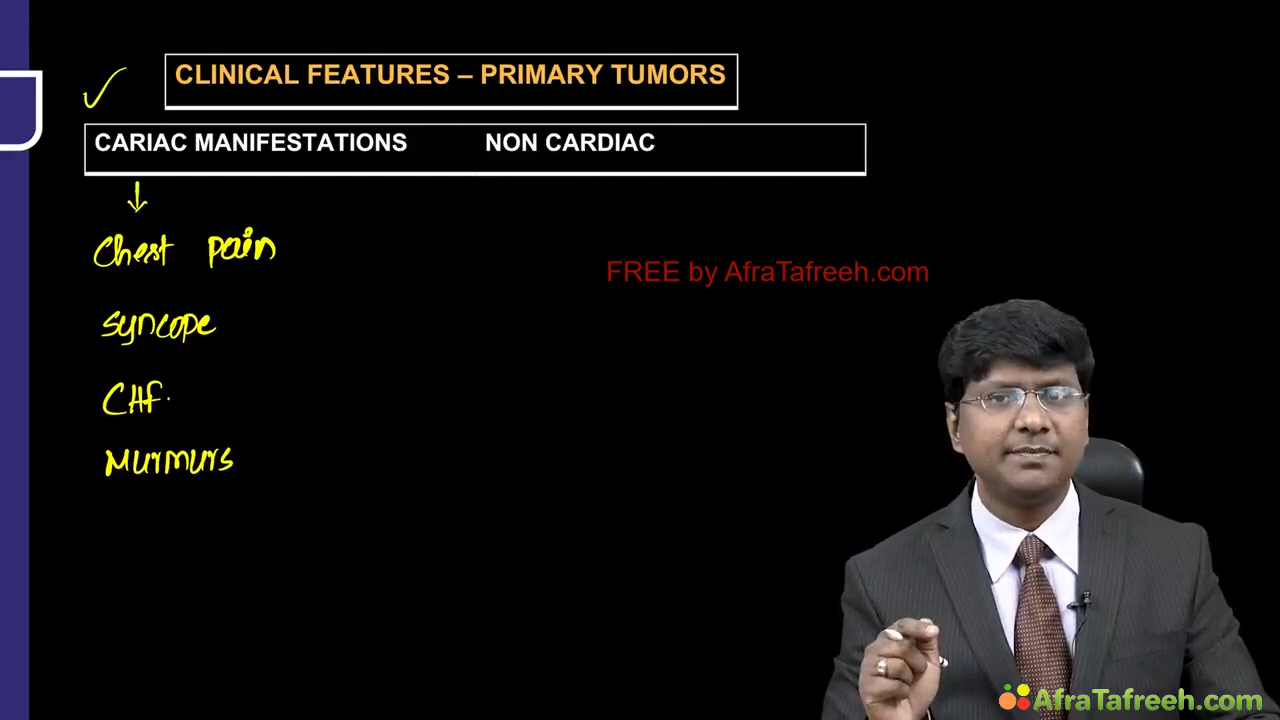 CLINICAL FEATURES – PRIMARY TUMORS
CARIAC MANIFESTATIONS NON CARDIAC
Chest pain
FREE by AfraTafreeh.com
Syncope
CHf.
Murmurs
AfraTafreeh.com